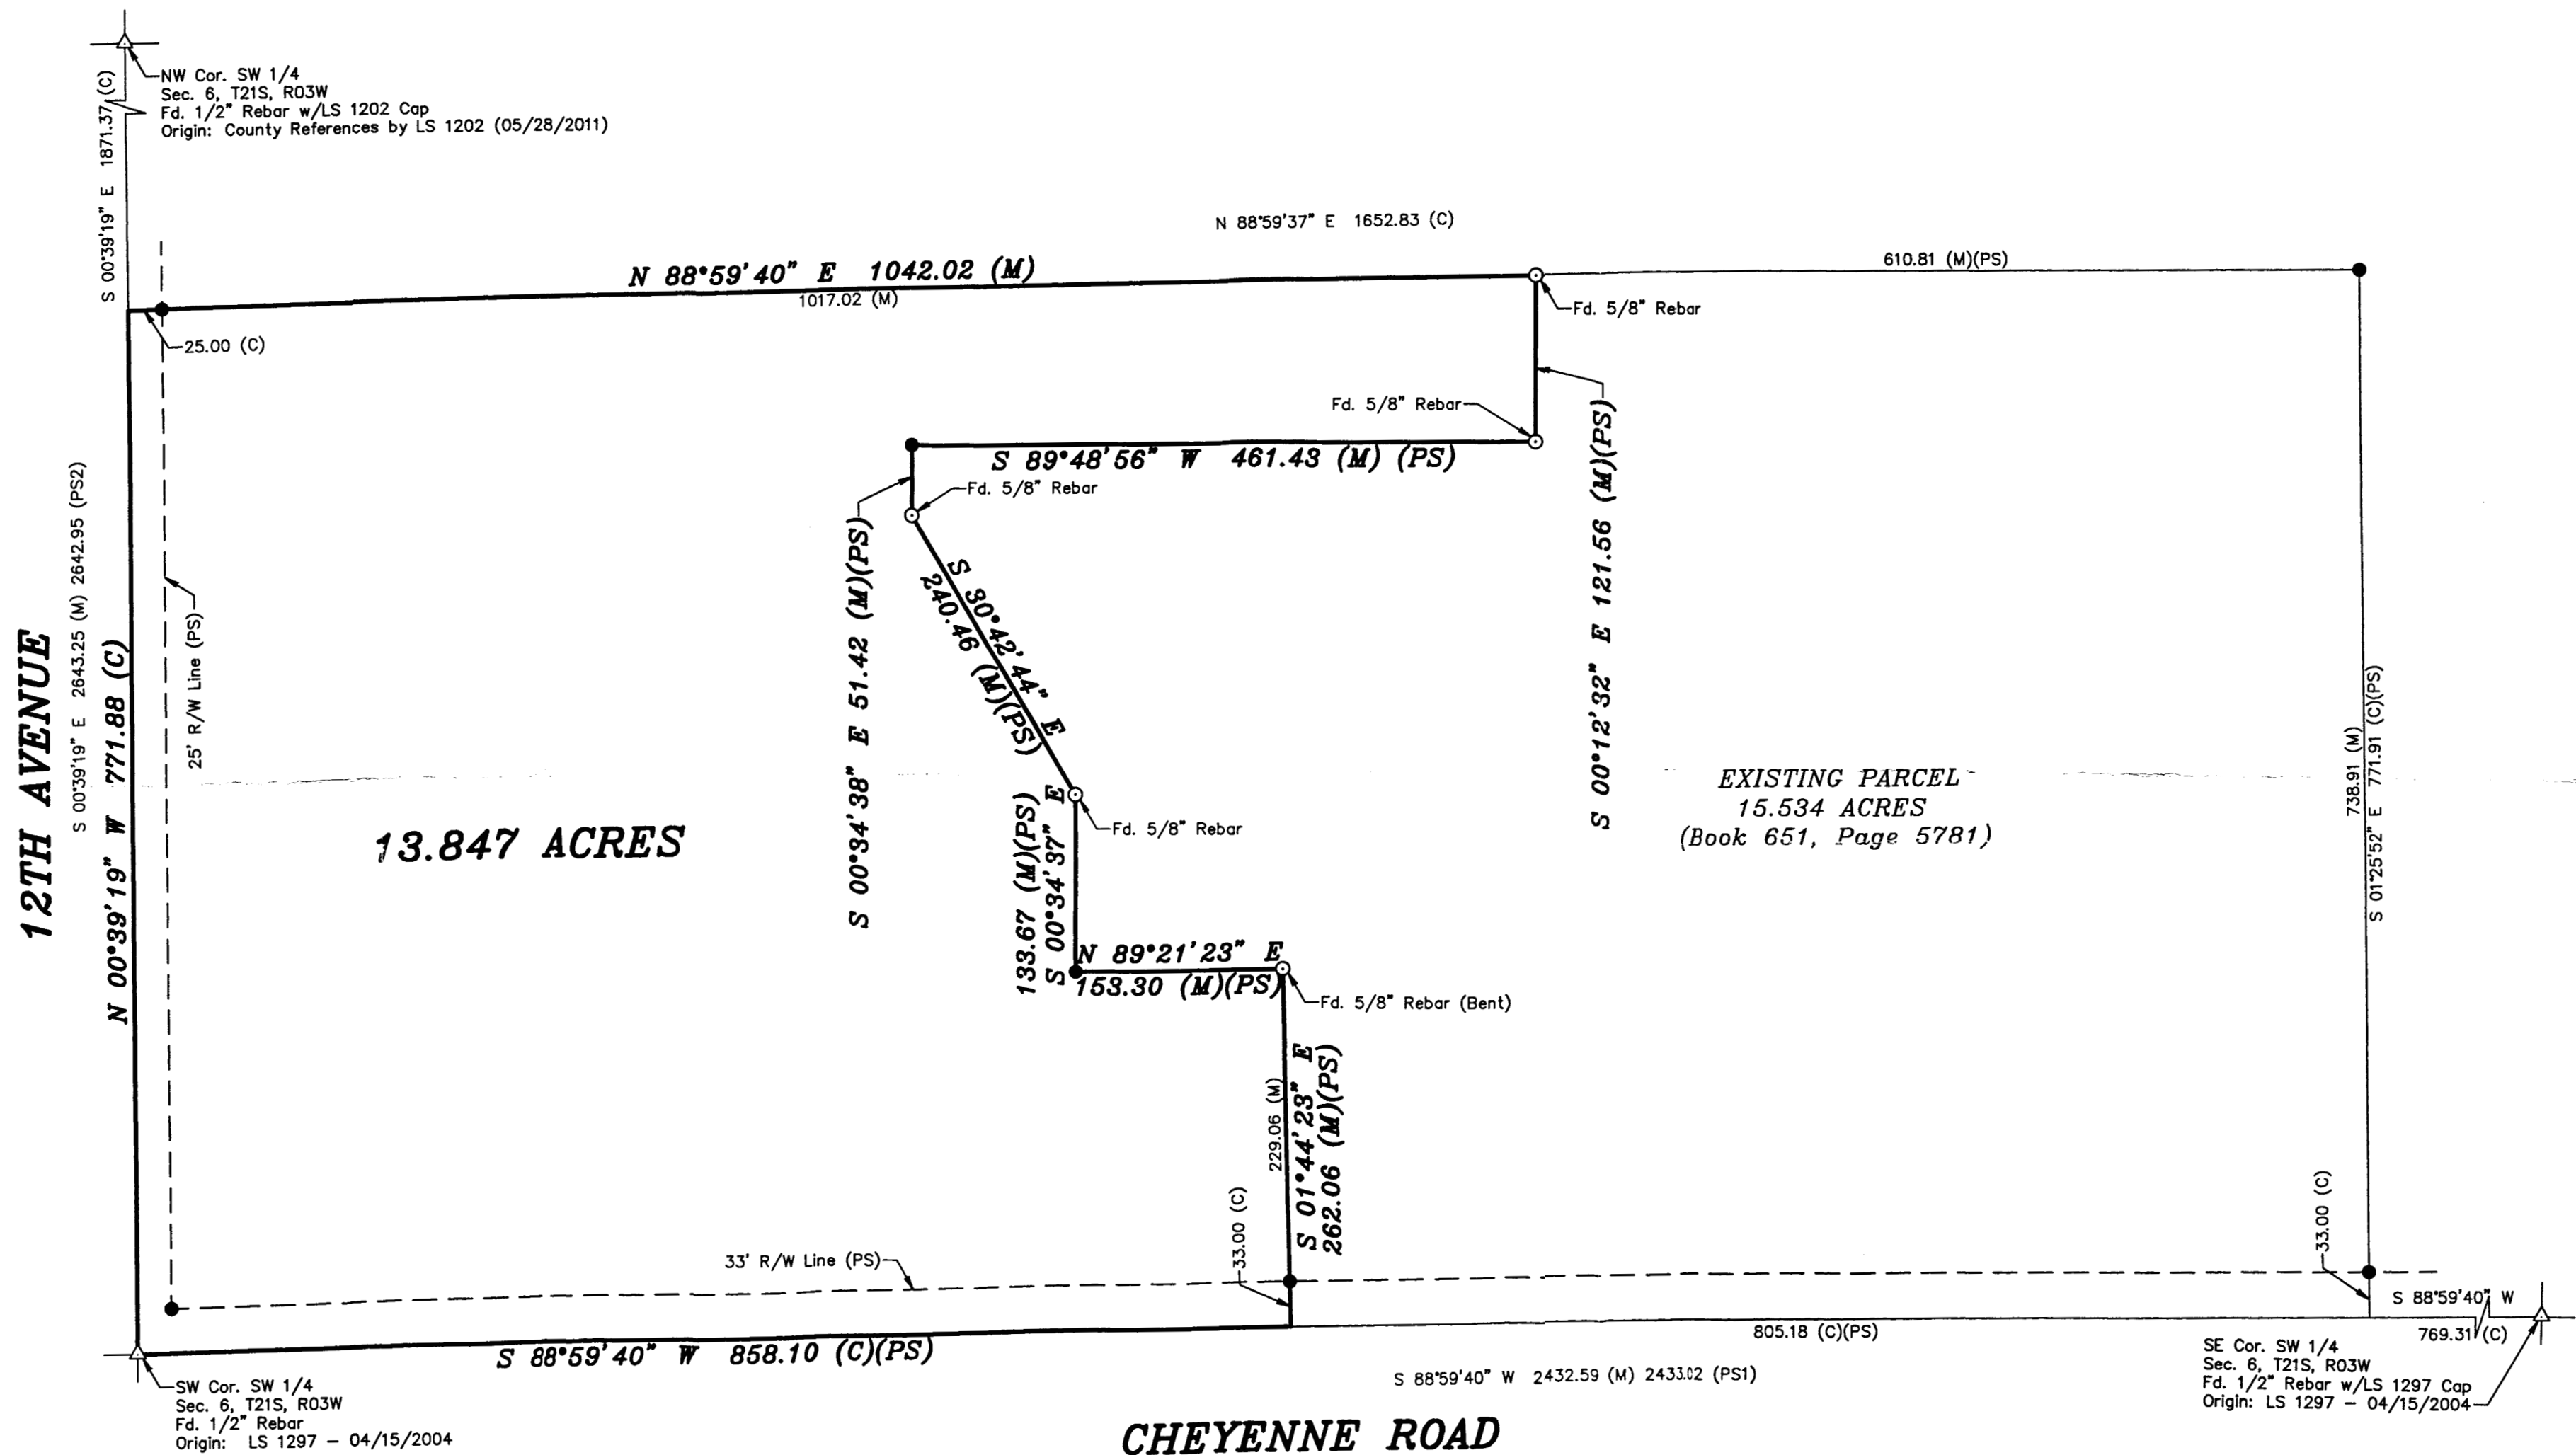 NW Cor. SW 1/4
Sec. 6, T21S, R03W
Fd. 1/2" Rebar w/LS 1202 Cap
Origin: County References by LS 1202 (05/28/2011)
S 00°39'19" E 1871.37 (C)
N 88°59'37" E 1652.83 (C)
N 88°59'40" E 1042.02 (M)
1017.02 (M)
610.81 (M)(PS)
Fd. 5/8" Rebar
25.00 (C)
Fd. 5/8" Rebar
S 89°48'56" W 461.43 (M) (PS)
S 00°12'32" E 121.56 (M)(PS)
Fd. 5/8" Rebar
S 00°34'38" E 51.42 (M)(PS)
S 30°42'44" E
240.46 (M)(PS)
12TH AVENUE
S 00°39'19" E 2643.25 (M) 2642.95 (PS2)
N 00°39'19" W 771.88 (C)
25' R/W Line (PS)
13.847 ACRES
133.67 (M)(PS)
S 00°34'37" E
Fd. 5/8" Rebar
EXISTING PARCEL
15.534 ACRES
(Book 651, Page 5781)
738.91 (M)
S 01°25'52" E 771.91 (C)(PS)
N 89°21'23" E
153.30 (M)(PS)
Fd. 5/8" Rebar (Bent)
229.06 (M)
S 01°44'23" E
262.06 (M)(PS)
33.00 (C)
33.00 (C)
33' R/W Line (PS)
S 88°59'40" W 858.10 (C)(PS)
805.18 (C)(PS)
S 88°59'40" W
769.31 (C)
S 88°59'40" W 2432.59 (M) 2433.02 (PS1)
SW Cor. SW 1/4
Sec. 6, T21S, R03W
Fd. 1/2" Rebar
Origin: LS 1297 – 04/15/2004
SE Cor. SW 1/4
Sec. 6, T21S, R03W
Fd. 1/2" Rebar w/LS 1297 Cap
Origin: LS 1297 – 04/15/2004
CHEYENNE ROAD